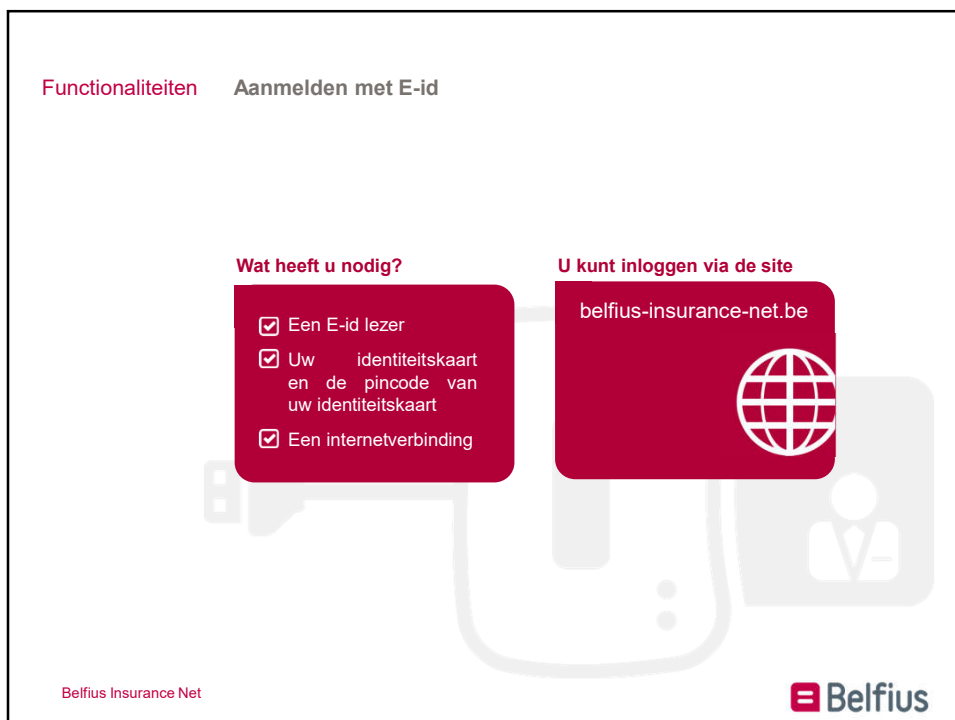 Functionaliteiten Aanmelden met E-id
Wat heeft u nodig?
Een E-id lezer
Uw identiteitskaart
en de pincode van
uw identiteitskaart
Een internetverbinding
U kunt inloggen via de site
belfius-insurance-net.be
Belfius Insurance Net
Belfius